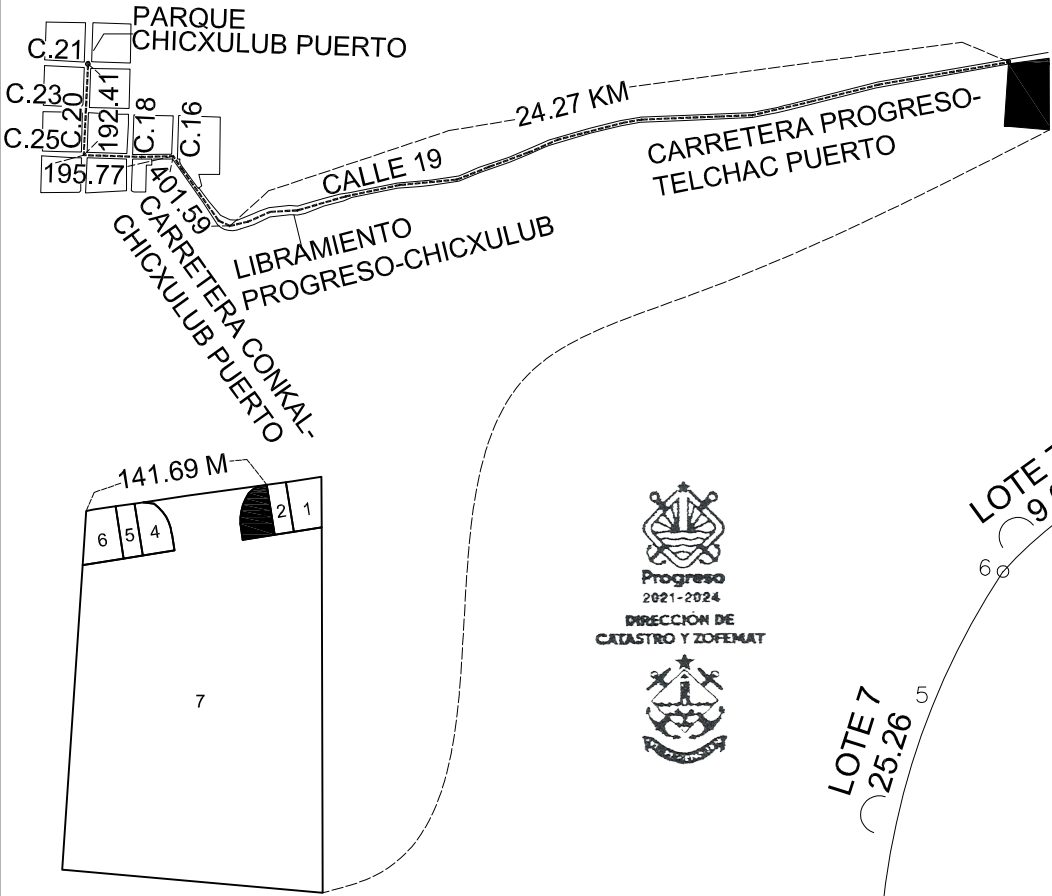 PARQUE
CHICXULUB PUERTO
C.21
C.23
C.25
C.20
192.41
C.18
C.16
195.77
401.59
CARRETERA CONKAL-
CHICXULUB PUERTO
24.27 KM
CALLE 19
CARRETERA PROGRESO-
TELCHAC PUERTO
LIBRAMIENTO
PROGRESO-CHICXULUB
141.69 M
6
5
4
2
1
7
Progreso
2021-2024
DIRECCIÓN DE
CATASTRO Y ZOFEMAT
LOTE
6
5
LOTE 7
25.26